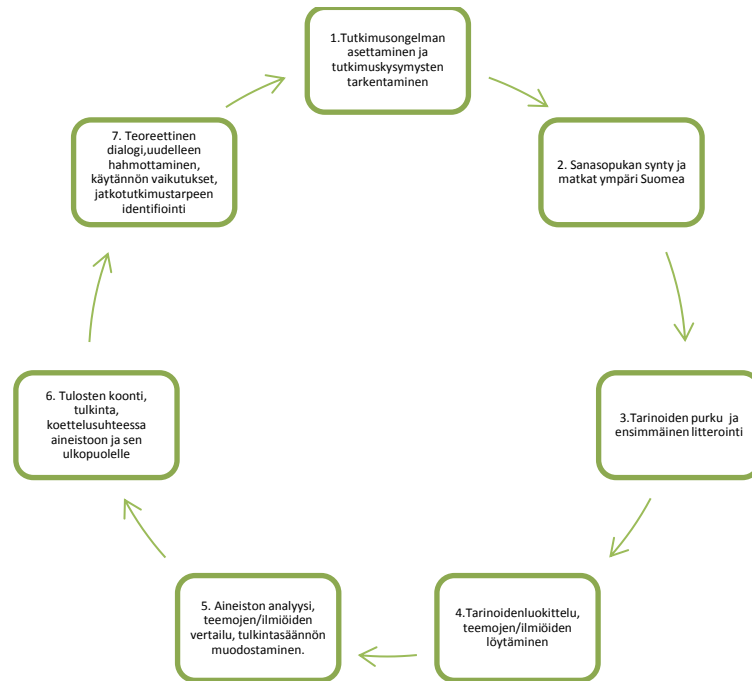 1.Tutkimusongelman
asettaminen ja
tutkimuskysymysten
tarkentaminen
2. Sanasopukan synty ja
matkat ympäri Suomea
3.Tarinoiden purku ja
ensimmäinen litterointi
4.Tarinoidenluokittelu,
teemojen/ilmiöiden
löytäminen
5. Aineiston analyysi,
teemojen/ilmiöiden
vertailu, tulkintasäännön
muodostaminen.
6. Tulosten koonti,
tulkinta,
koettelusuhteessa
aineistoon ja sen
ulkopuolelle
7. Teoreettinen
dialogi,uudelleen
hahmottaminen,
käytännön vaikutukset,
jatkotutkimustarpeen
identifiointi